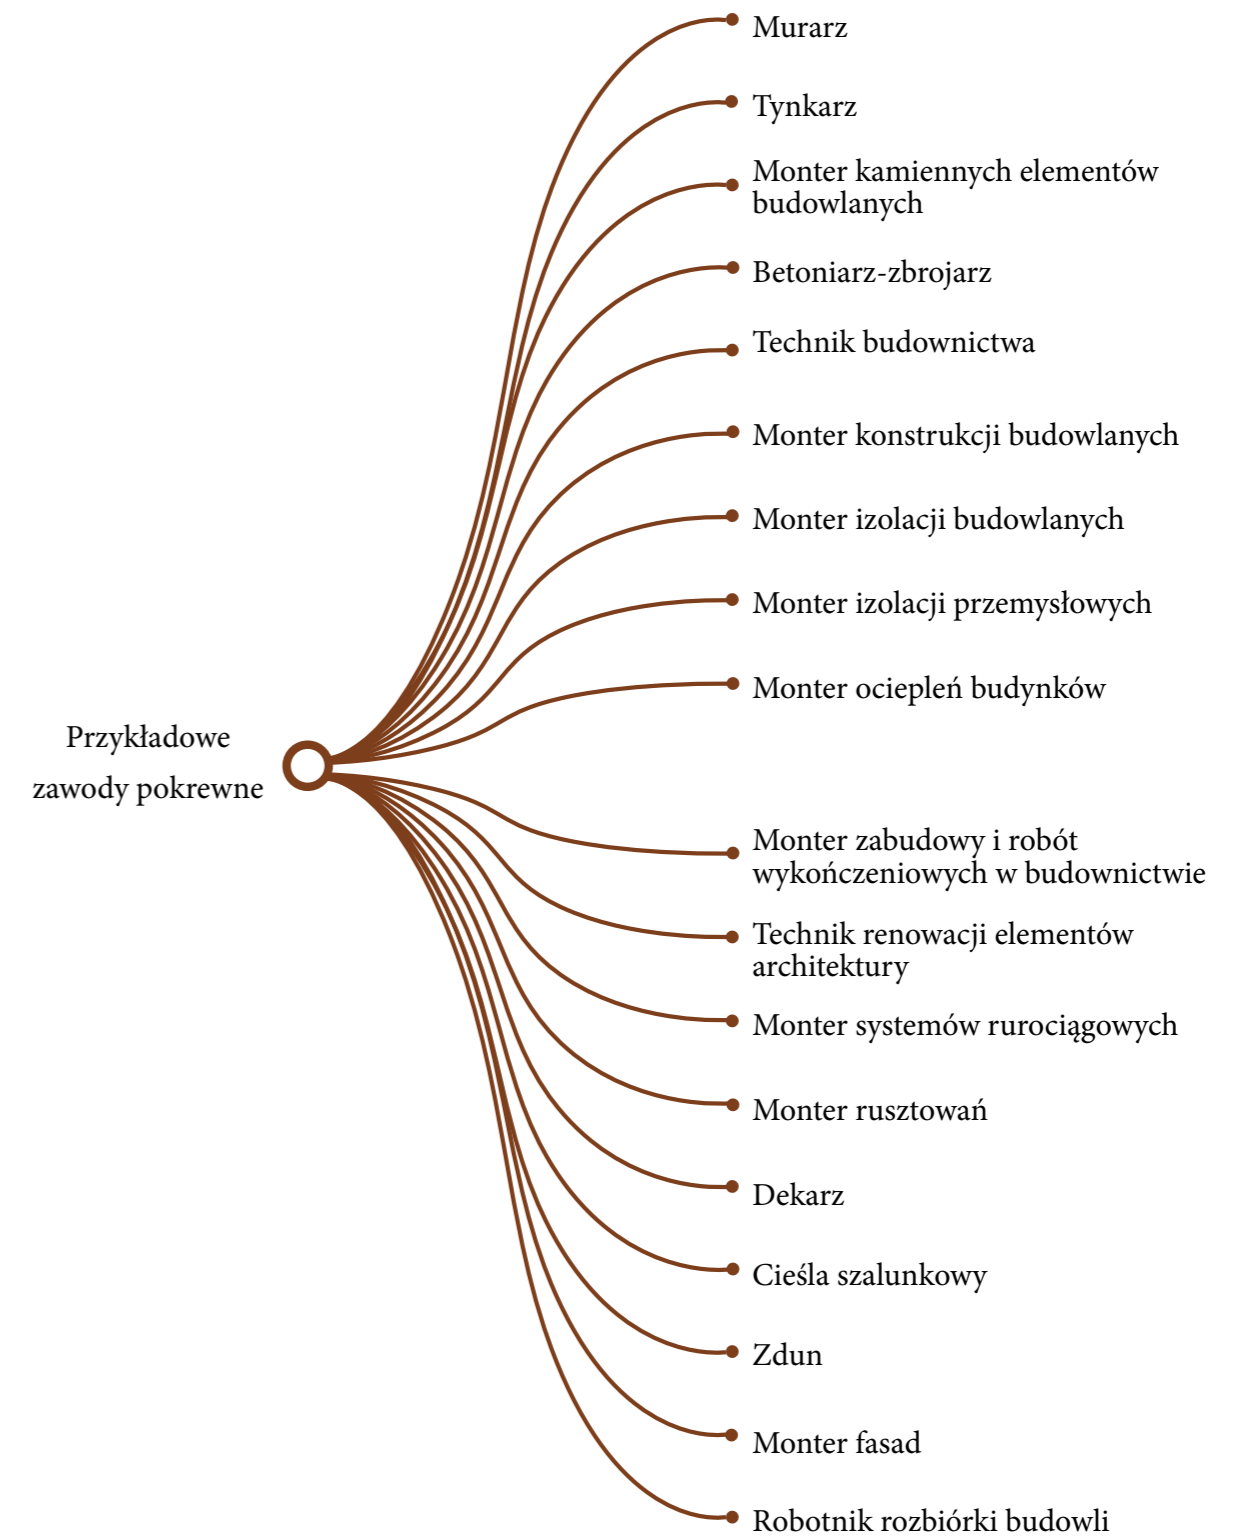 Murarz
Tynkarz
Monter kamiennych elementów
budowlanych
Betoniarz-zbrojarz
Technik budownictwa
Monter konstrukcji budowlanych
Monter izolacji budowlanych
Monter izolacji przemysłowych
Monter ociepleń budynków
Przykładowe
zawody pokrewne
Monter zabudowy i robót
wykończeniowych w budownictwie
Technik renowacji elementów
architektury
Monter systemów rurociągowych
Monter rusztowań
Dekarz
Cieśla szalunkowy
Zdun
Monter fasad
Robotnik rozbiórki budowli